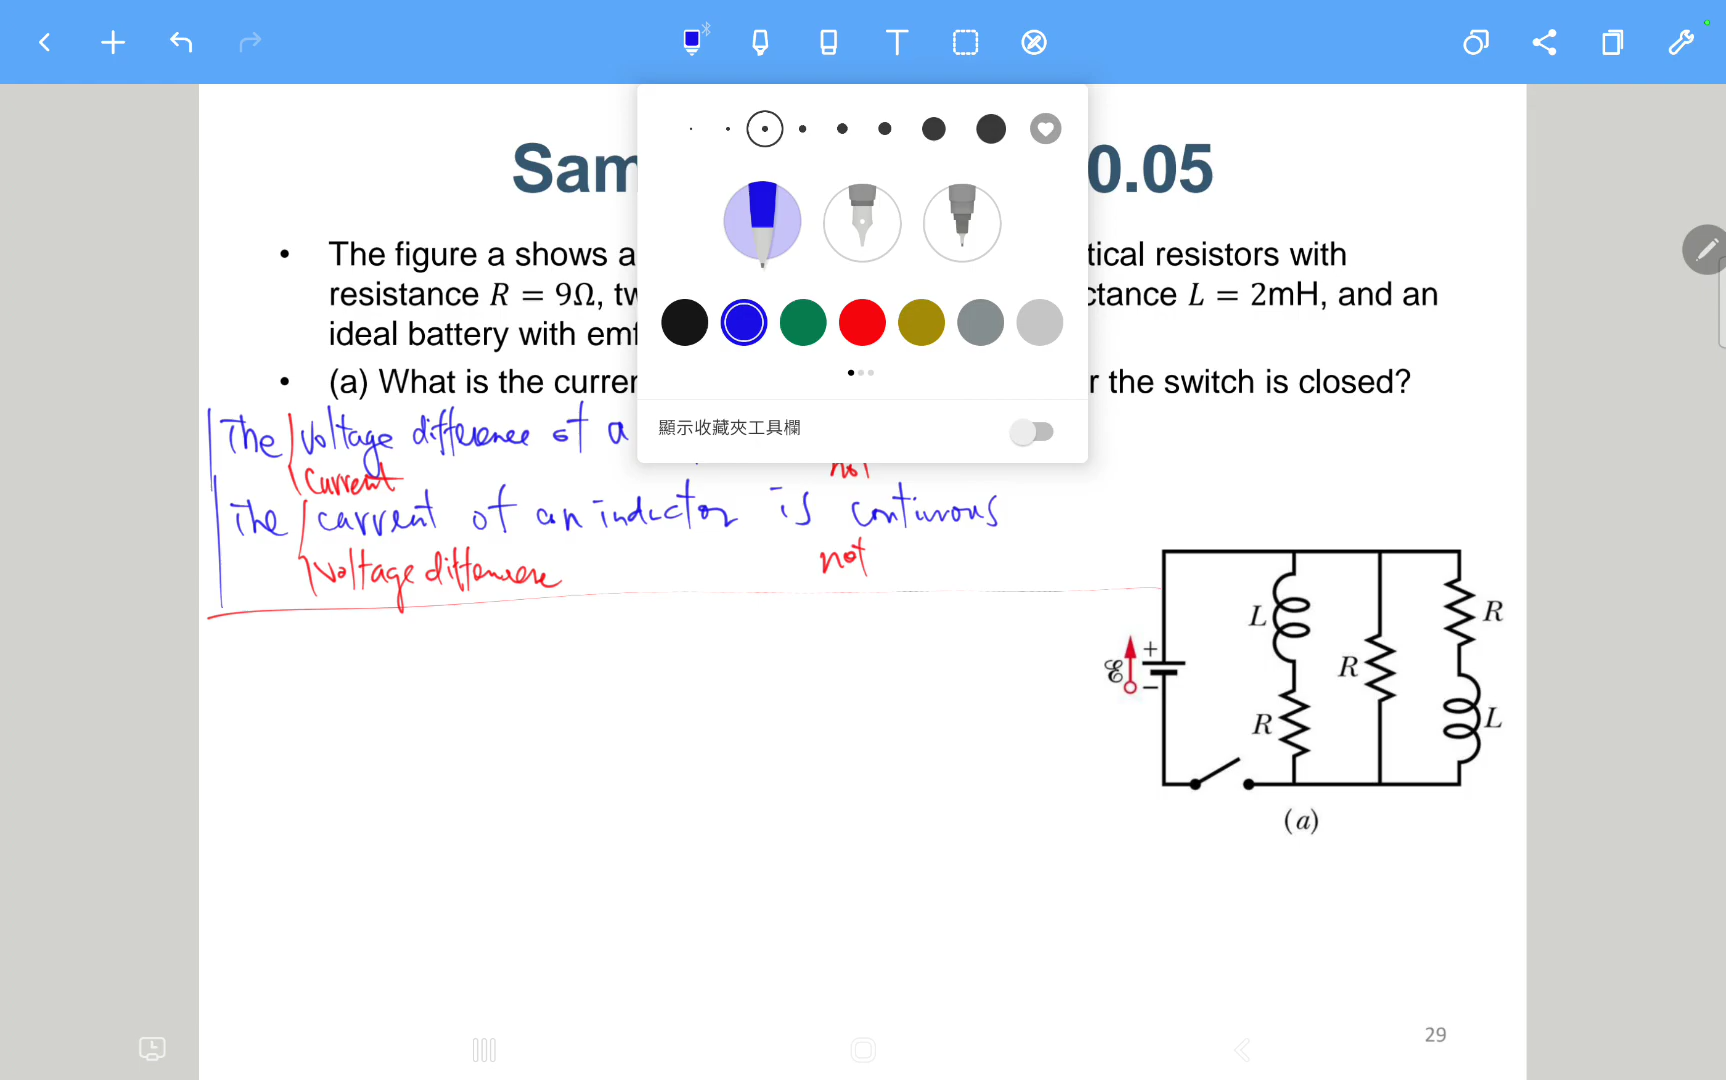 Sam 0.05
• The figure a shows a tical resistors with
resistance R = 9Ω, tw ctance L = 2mH, and an
ideal battery with emf
• (a) What is the curren r the switch is closed?
顯示收藏夾工具欄
The voltage difference of a
current not
The current of an inductor is continuous
voltage difference not
L
R
R
R
L
ℰ
+
−
(a)
29